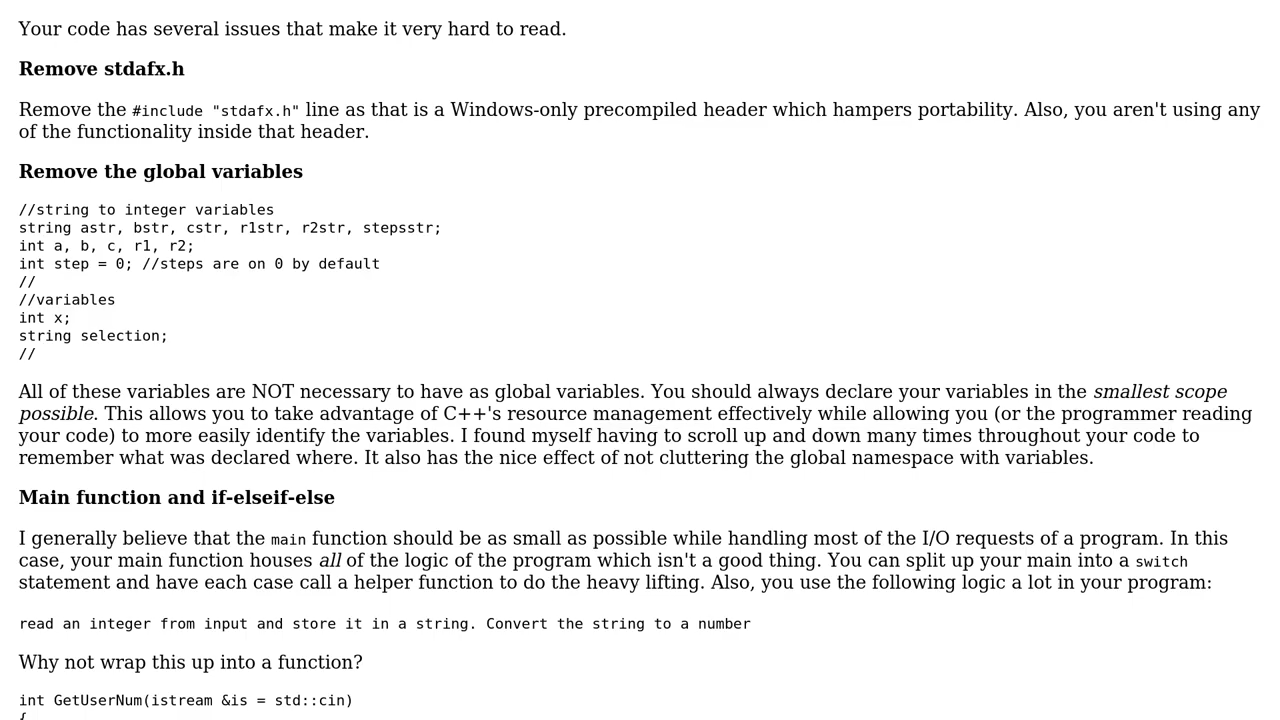 Your code has several issues that make it very hard to read.
Remove stdafx.h
Remove the #include "stdafx.h" line as that is a Windows-only precompiled header which hampers portability. Also, you aren't using any
of the functionality inside that header.
Remove the global variables
//string to integer variables
string astr, bstr, cstr, r1str, r2str, stepsstr;
int a, b, c, r1, r2;
int step = 0; //steps are on 0 by default
//
//variables
int x;
string selection;
//
All of these variables are NOT necessary to have as global variables. You should always declare your variables in the smallest scope
possible. This allows you to take advantage of C++'s resource management effectively while allowing you (or the programmer reading
your code) to more easily identify the variables. I found myself having to scroll up and down many times throughout your code to
remember what was declared where. It also has the nice effect of not cluttering the global namespace with variables.
Main function and if-elseif-else
I generally believe that the main function should be as small as possible while handling most of the I/O requests of a program. In this
case, your main function houses all of the logic of the program which isn't a good thing. You can split up your main into a switch
statement and have each case call a helper function to do the heavy lifting. Also, you use the following logic a lot in your program:
read an integer from input and store it in a string. Convert the string to a number
Why not wrap this up into a function?
int GetUserNum(istream &is = std::cin)
{